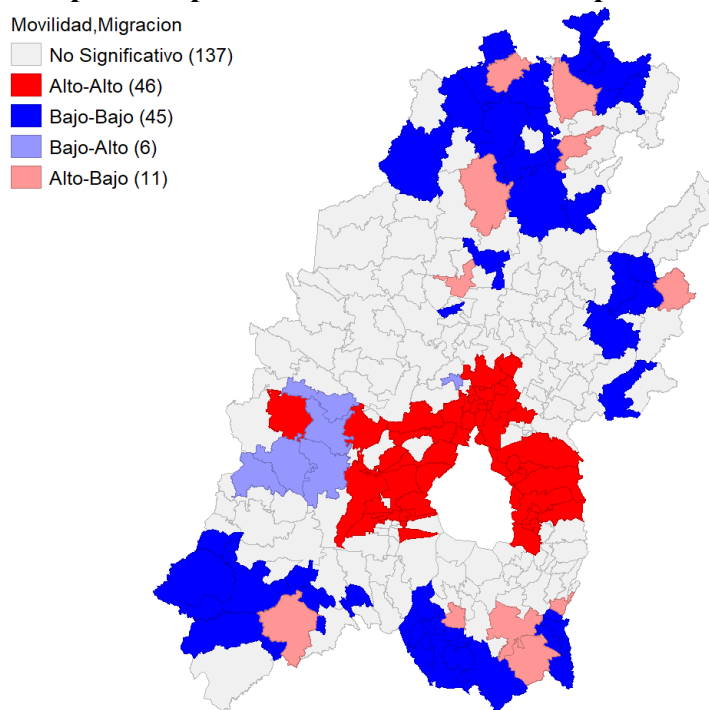 Movilidad,Migracion
No Significativo (137)
Alto-Alto (46)
Bajo-Bajo (45)
Bajo-Alto (6)
Alto-Bajo (11)